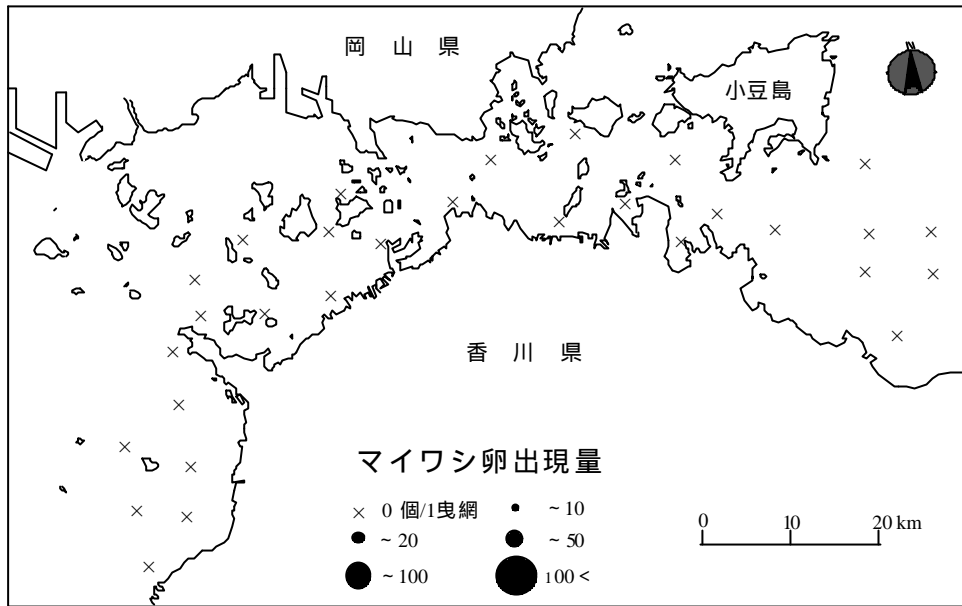 岡山県
小豆島
香川県
マイワシ卵出現量
× 0 個/1曳網
~ 10
~ 20
~ 50
~ 100
100 <
0 10 20 km